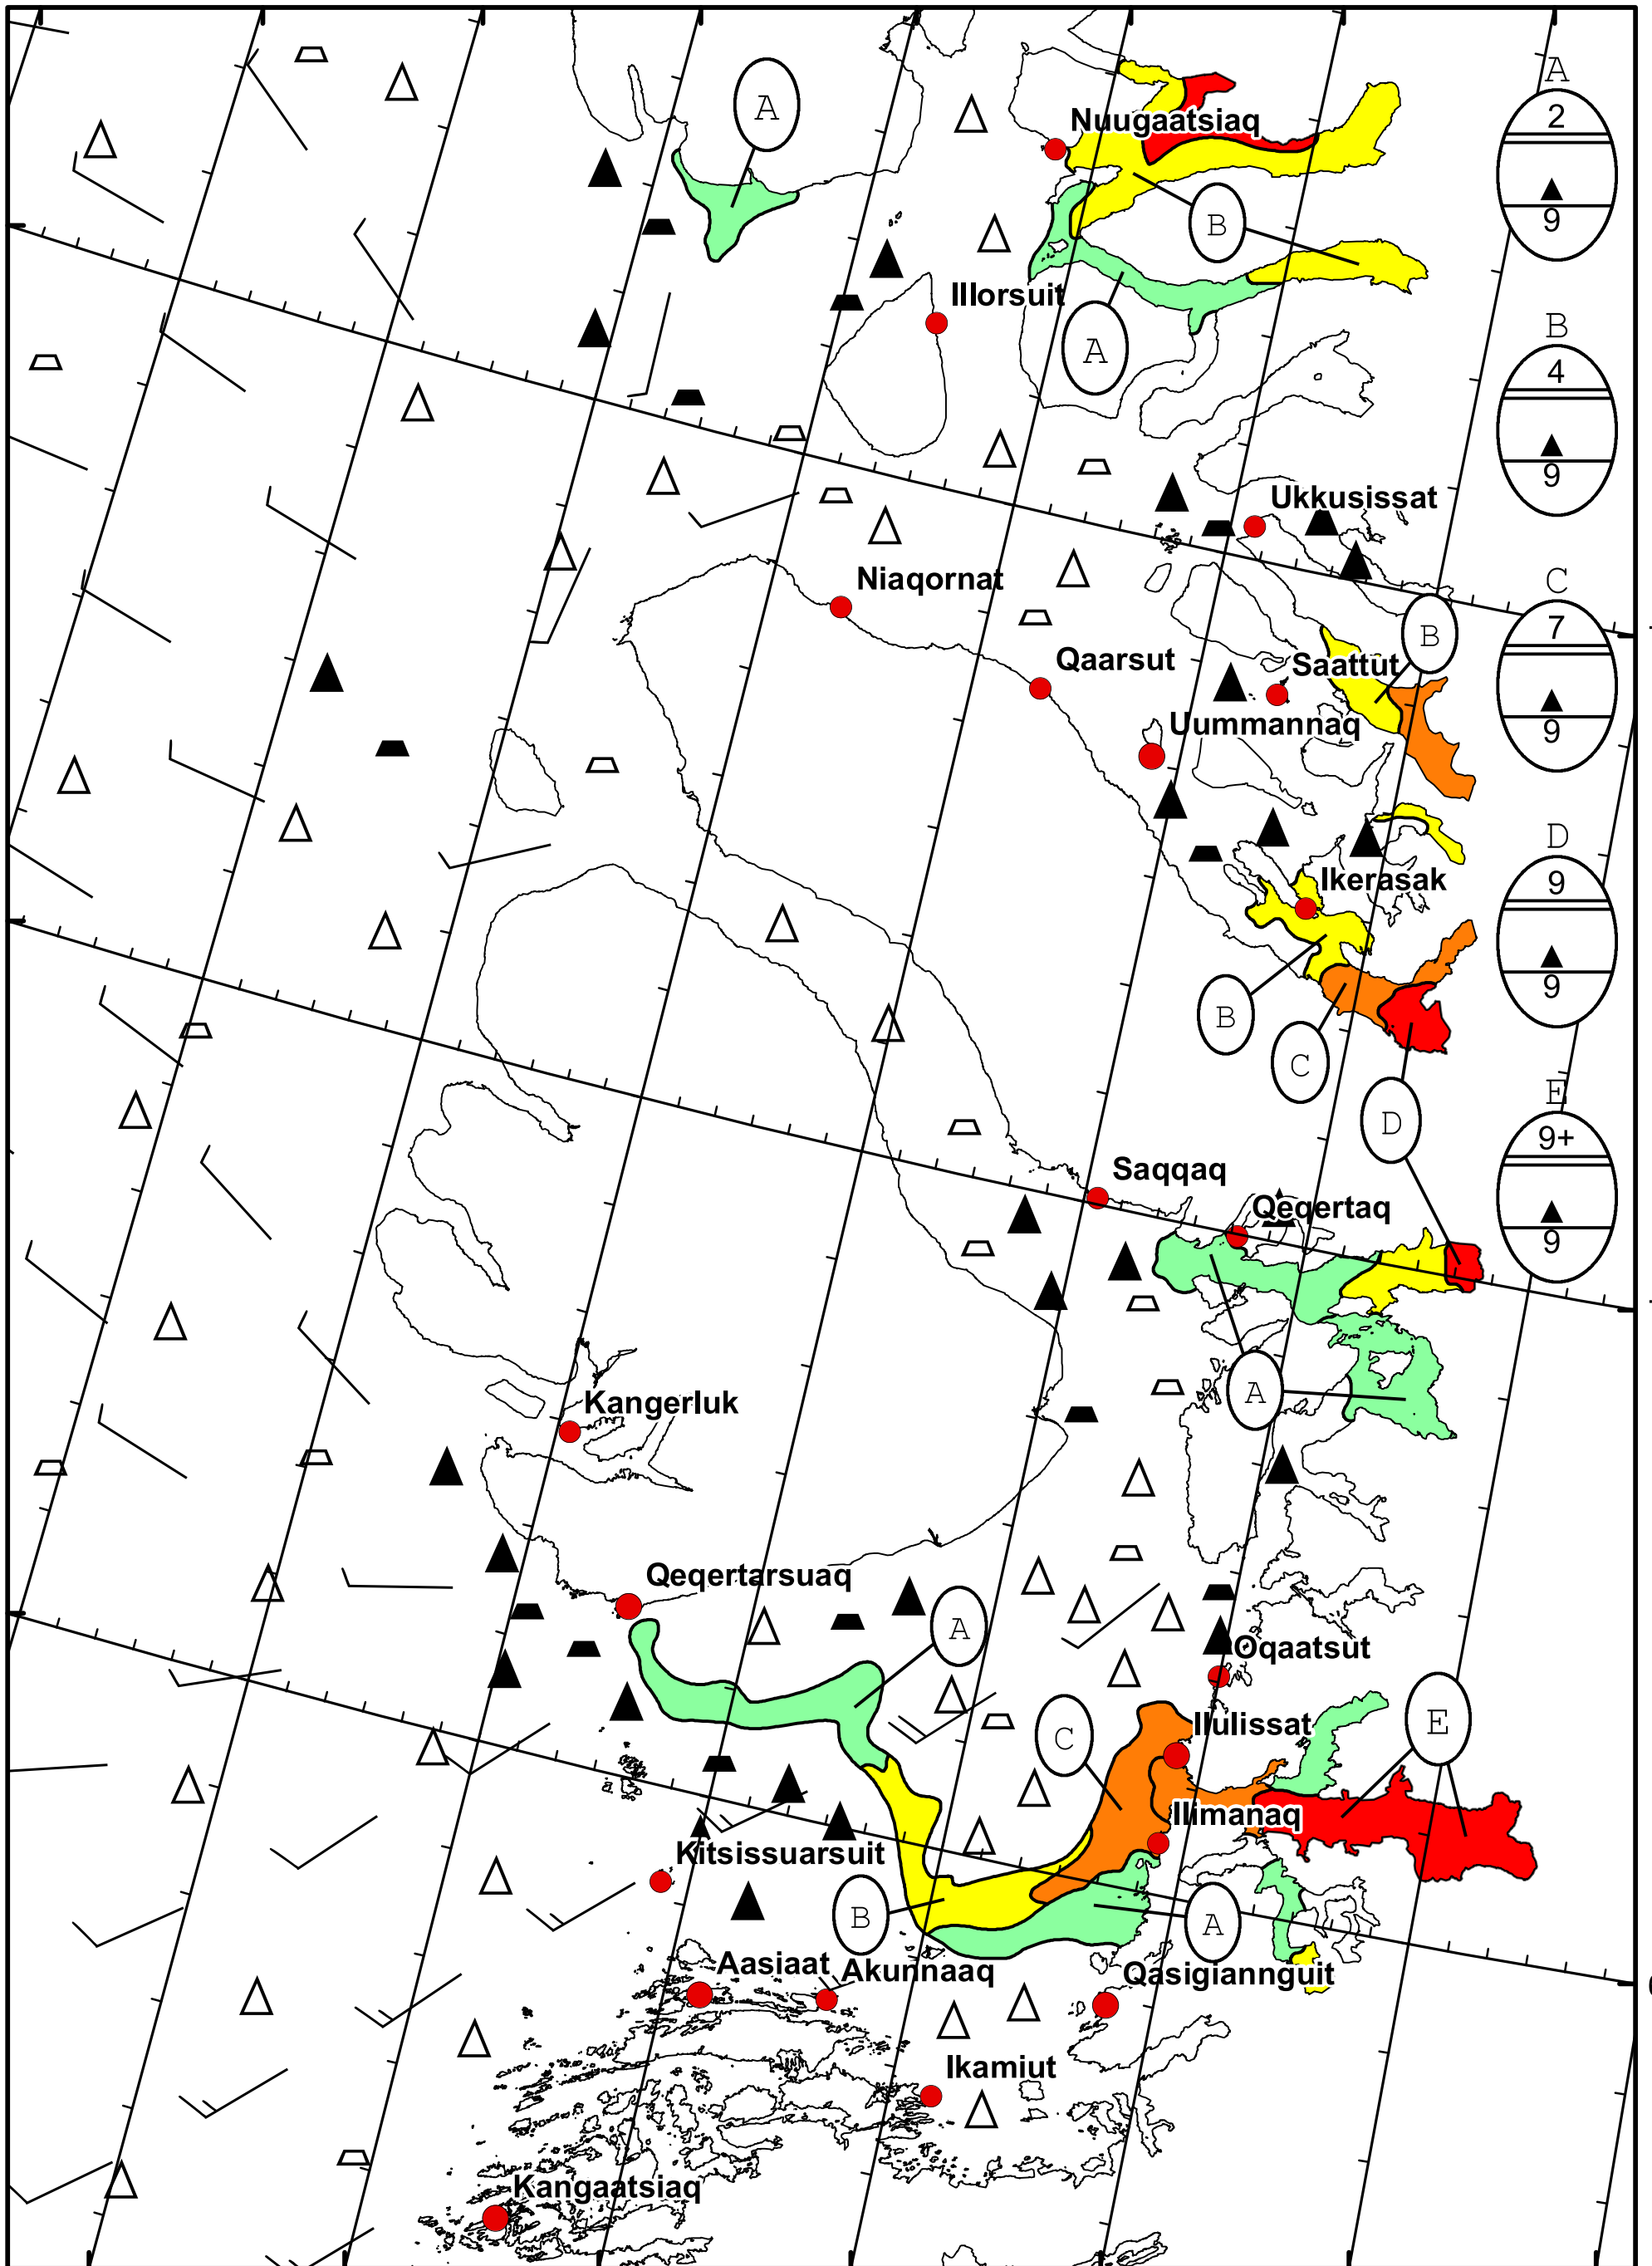 A
A
2
Nuugaatsiaq
9
B
Illorsuit
A
B
4
9
Ukkusissat
Niaqornat
C
7
B
Qaarsut
Saattut
Uummannaq
9
D
Ikerasak
9
B
9
C
D
E
9+
Saqqaq
Qeqertaq
9
A
Kangerluk
Qeqertarsuaq
A
Oqaatsut
Ilulissat
E
C
Ilimanaq
Kitsissuarsuit
B
A
Aasiaat
Akunnaaq
Qasigiannguit
Ikamiut
Kangaatsiaq